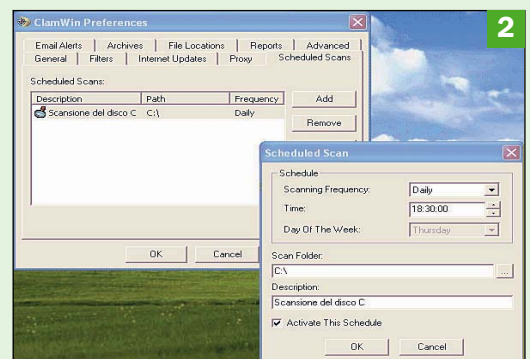 2
ClamWin Preferences
Email Alerts Archives File Locations Reports Advanced
General Filters Internet Updates Proxy Scheduled Scans
Scheduled Scans:
Description Path Frequency
Scansione del disco C C:\ Daily
Add
Remove
OK Cancel
Scheduled Scan
Schedule
Scanning Frequency: Daily
Time: 18:30:00
Day Of The Week: Thursday
Scan Folder:
C:\ ...
Description:
Scansione del disco C
Activate This Schedule
OK Cancel